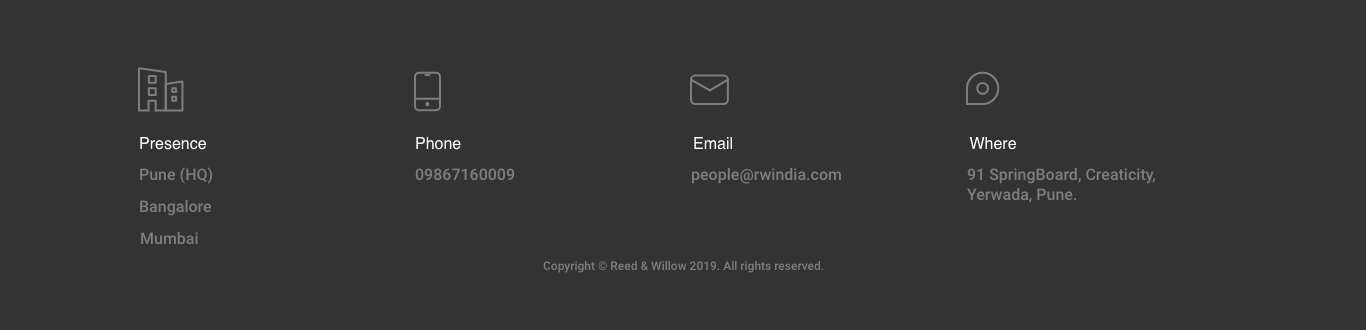 Presence
Pune (HQ)
Bangalore
Mumbai
Phone
09867160009
Email
people@rwindia.com
Where
91 SpringBoard, Creaticity,
Yerwada, Pune.
Copyright © Reed & Willow 2019. All rights reserved.